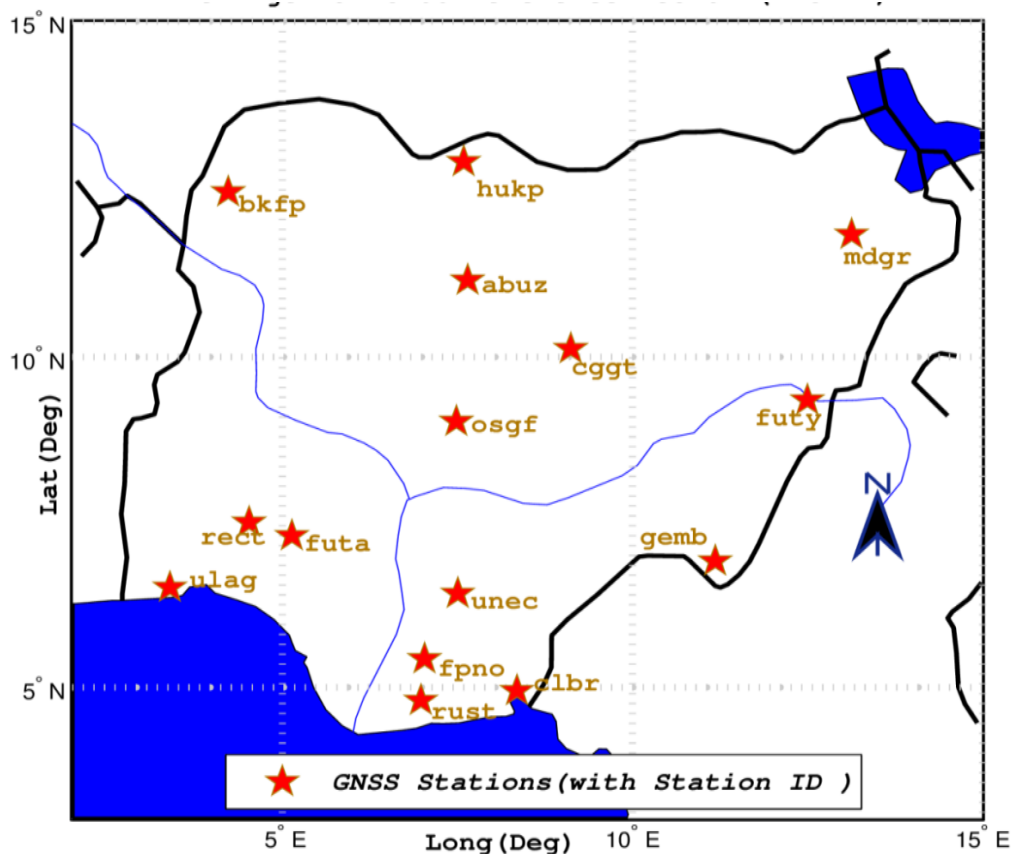 15° N
hukp
bkfp
mdgr
abuz
10° N
cggt
futy
osgf
Lat(Deg)
N
rect
futa
gemb
ulag
unec
fpno
5° N
clbr
rust
GNSS Stations(with Station ID )
5° E
10° E
15° E
Long(Deg)